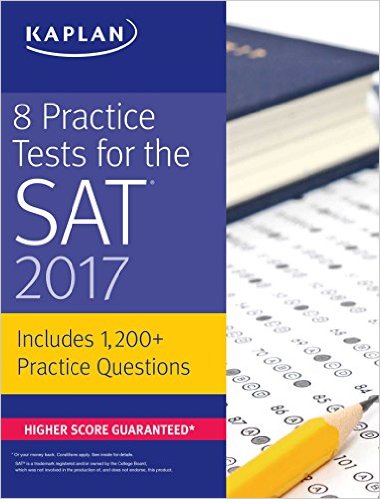 KAPLAN
8 Practice
Tests for the
SAT®
2017
Includes 1,200+
Practice Questions
HIGHER SCORE GUARANTEED*
* Or your money back. Conditions apply. See inside for details.
SAT® is a trademark registered and/or owned by the College Board,
which was not involved in the production of, and does not endorse, this product.